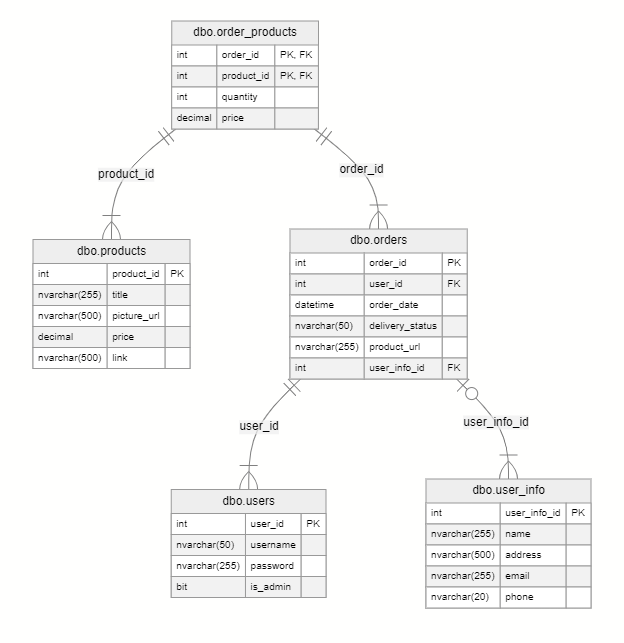 dbo.order_products
int order_id PK, FK
int product_id PK, FK
int quantity
decimal price
product_id
order_id
dbo.products
int product_id PK
nvarchar(255) title
nvarchar(500) picture_url
decimal price
nvarchar(500) link
dbo.orders
int order_id PK
int user_id FK
datetime order_date
nvarchar(50) delivery_status
nvarchar(255) product_url
int user_info_id FK
user_id
user_info_id
dbo.users
int user_id PK
nvarchar(50) username
nvarchar(255) password
bit is_admin
dbo.user_info
int user_info_id PK
nvarchar(255) name
nvarchar(500) address
nvarchar(255) email
nvarchar(20) phone